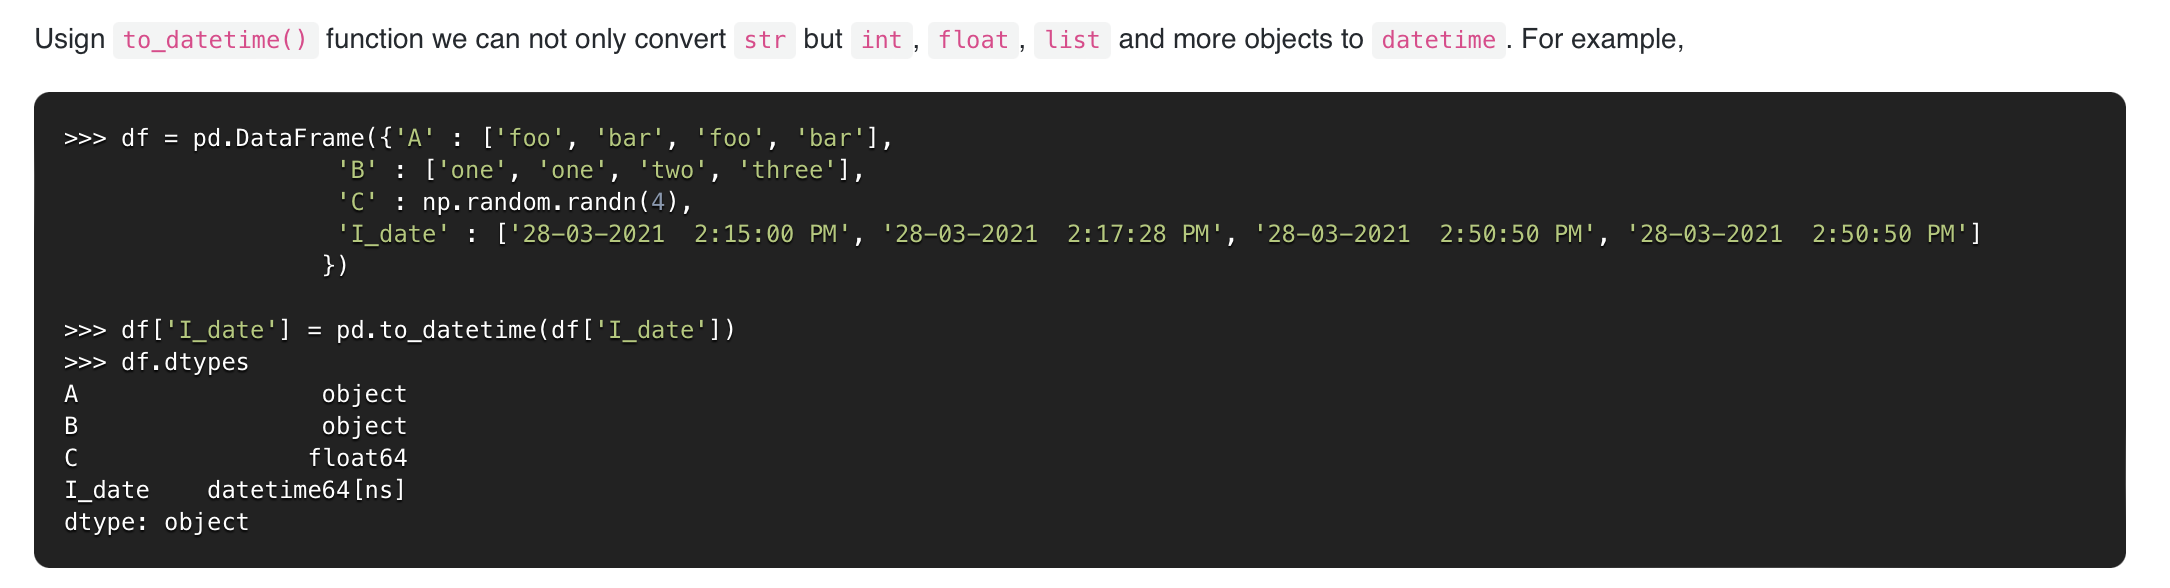 Usign to_datetime() function we can not only convert str but int, float, list and more objects to datetime. For example,
>>> df = pd.DataFrame({'A' : ['foo', 'bar', 'foo', 'bar'],
                   'B' : ['one', 'one', 'two', 'three'],
                   'C' : np.random.randn(4),
                   'I_date' : ['28-03-2021  2:15:00 PM', '28-03-2021  2:17:28 PM', '28-03-2021  2:50:50 PM', '28-03-2021  2:50:50 PM']
                  })
>>> df['I_date'] = pd.to_datetime(df['I_date'])
>>> df.dtypes
A                 object
B                 object
C                float64
I_date    datetime64[ns]
dtype: object